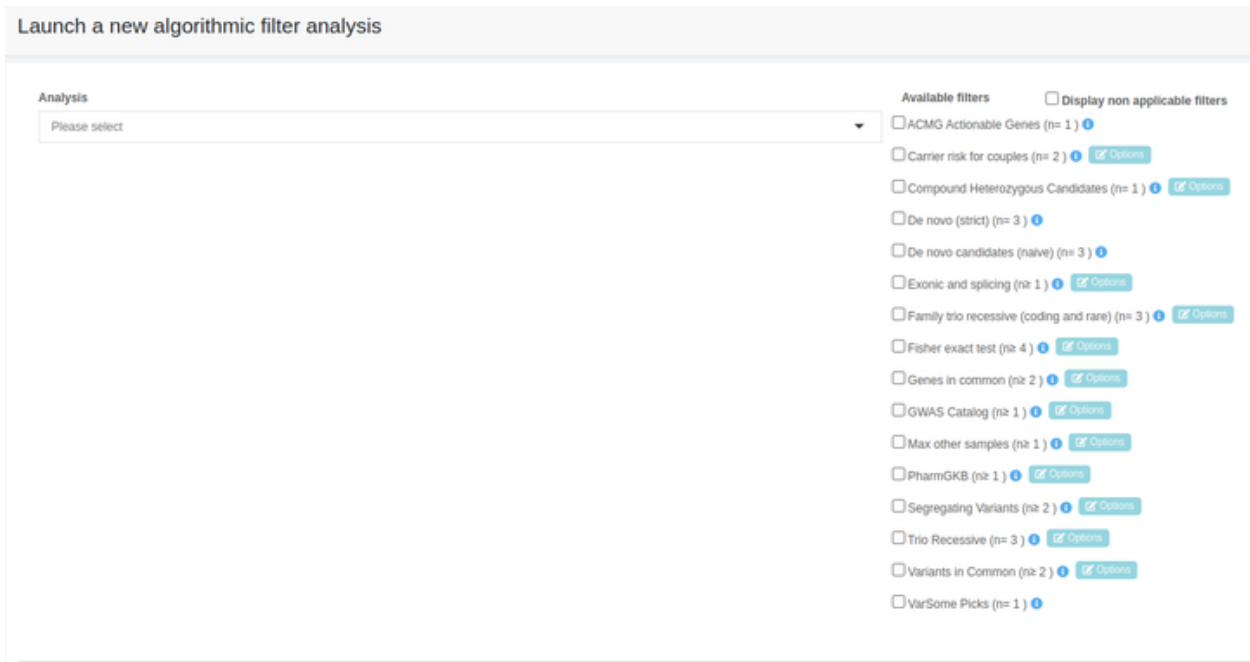 Launch a new algorithmic filter analysis
Analysis
Please select
Available filters
Display non applicable filters
ACMG Actionable Genes (n= 1 )
Carrier risk for couples (n= 2 ) Options
Compound Heterozygous Candidates (n= 1 ) Options
De novo (strict) (n= 3 )
De novo candidates (naive) (n= 3 )
Exonic and splicing (n≥ 1 ) Options
Family trio recessive (coding and rare) (n= 3 ) Options
Fisher exact test (n≥ 4 ) Options
Genes in common (n≥ 2 ) Options
GWAS Catalog (n≥ 1 ) Options
Max other samples (n≥ 1 ) Options
PharmGKB (n≥ 1 ) Options
Segregating Variants (n≥ 2 ) Options
Trio Recessive (n= 3 ) Options
Variants in Common (n≥ 2 ) Options
VarSome Picks (n= 1 )